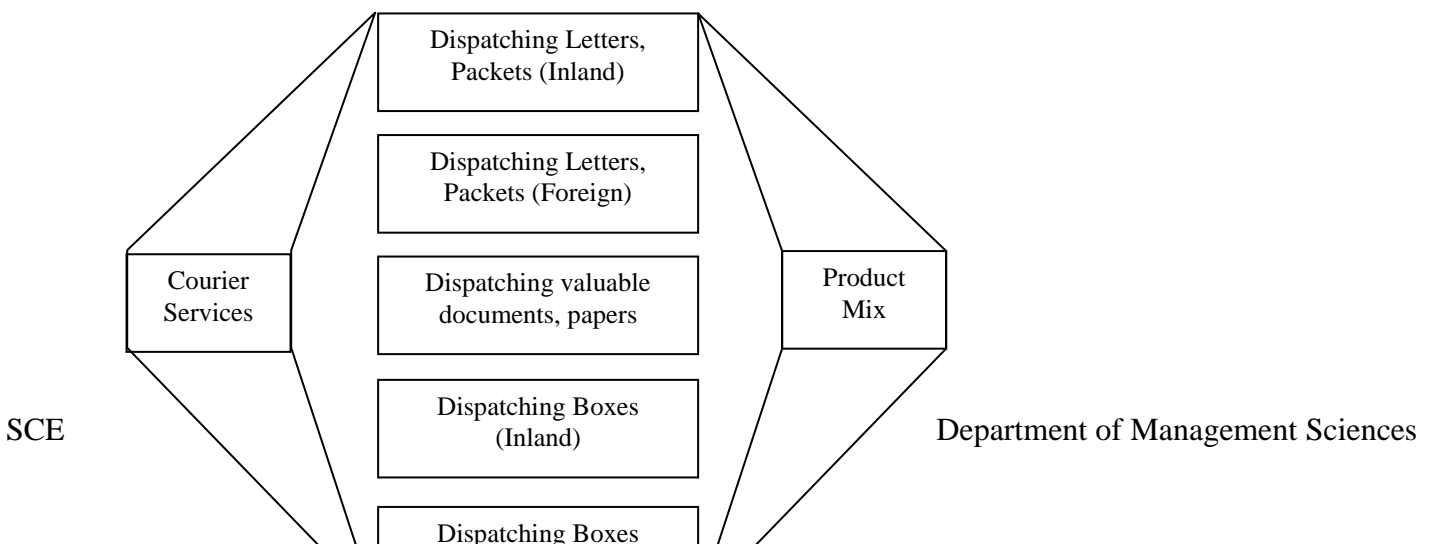 Dispatching Letters,
Packets (Inland)
Dispatching Letters,
Packets (Foreign)
Courier
Services
Dispatching valuable
documents, papers
Product
Mix
Dispatching Boxes
(Inland)
SCE
Department of Management Sciences
Dispatching Boxes